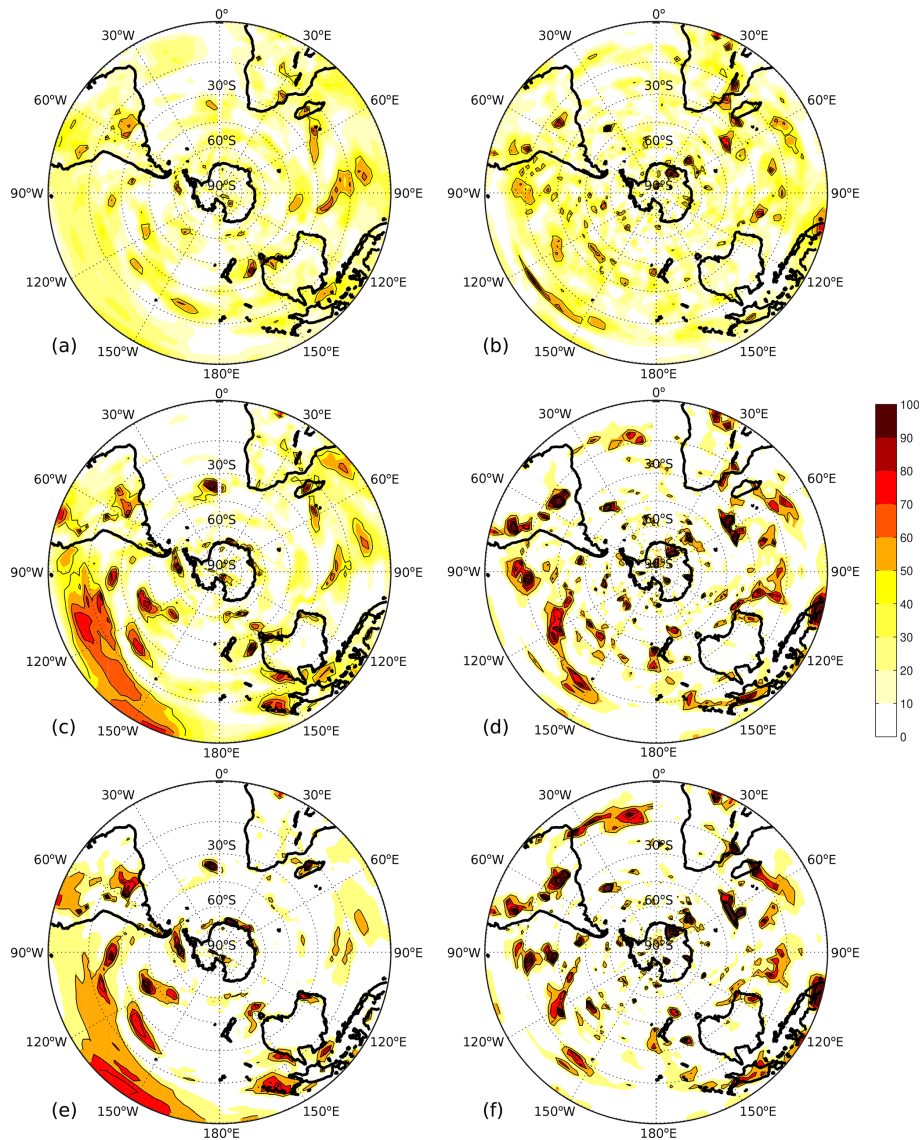 0° 0°
30°W 30°E 30°W 30°E
30°S 30°S
60°W 60°E 60°W 60°E
60°S 60°S
90°W 90°S 90°E 90°W 90°S 90°E
120°W 120°E 120°W 120°E
(a) 150°W 150°E (b) 150°W 150°E
180°E 180°E
0° 0°
30°W 30°E 30°W 30°E
30°S 30°S
60°W 60°E 60°W 60°E
60°S 60°S
90°W 90°S 90°E 90°W 90°S 90°E
120°W 120°E 120°W 120°E
(c) 150°W 150°E (d) 150°W 150°E
180°E 180°E
100
90
80
70
60
50
40
30
20
10
0
0° 0°
30°W 30°E 30°W 30°E
30°S 30°S
60°W 60°E 60°W 60°E
60°S 60°S
90°W 90°S 90°E 90°W 90°S 90°E
120°W 120°E 120°W 120°E
(e) 150°W 150°E (f) 150°W 150°E
180°E 180°E